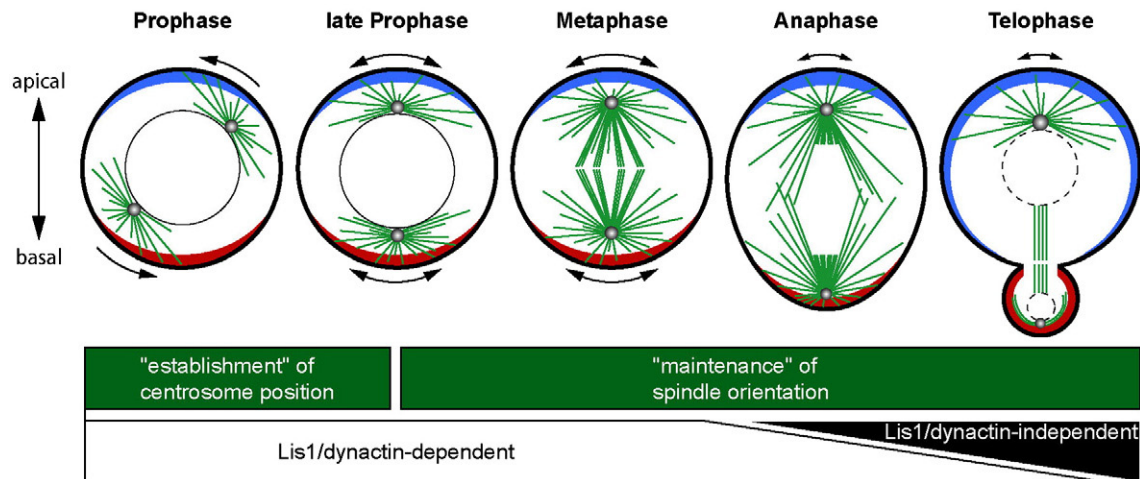 Prophase
late Prophase
Metaphase
Anaphase
Telophase
apical
basal
"establishment" of
centrosome position
"maintenance" of
spindle orientation
Lis1/dynactin-dependent
Lis1/dynactin-independent